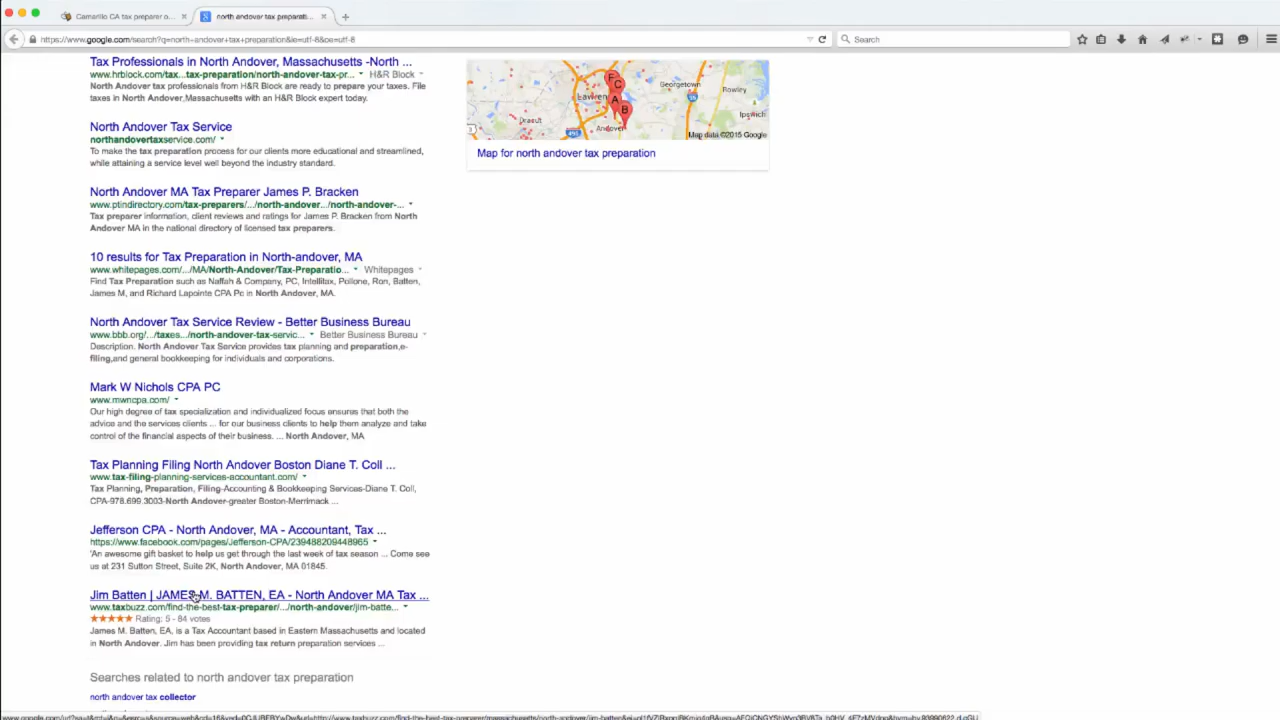 Camarillo CA tax preparer o...
north andover tax preparati...
https://www.google.com/search?q=north+andover+tax+preparation&ie=utf-8&oe=utf-8
Search
Tax Professionals in North Andover, Massachusetts -North ...
www.hrblock.com/tax...tax-preparation/north-andover-tax-pr... H&R Block
North Andover tax professionals from H&R Block are ready to prepare your taxes. File
taxes in North Andover,Massachusetts with an H&R Block expert today.
North Andover Tax Service
northandovertaxservice.com/
To make the tax preparation process for our clients more educational and streamlined,
while attaining a service level well beyond the industry standard.
North Andover MA Tax Preparer James P. Bracken
www.ptindirectory.com/tax-preparers/.../north-andover.../north-andover-...
Tax preparer information, client reviews and ratings for James P. Bracken from North
Andover MA in the national directory of licensed tax preparers.
10 results for Tax Preparation in North-andover, MA
www.whitepages.com/.../MA/North-Andover/Tax-Preparatio... Whitepages
Find Tax Preparation such as Naffah & Company, PC, Intellitax, Pollone, Ron, Batten,
James M, and Richard Lapointe CPA Pc in North Andover, MA.
North Andover Tax Service Review - Better Business Bureau
www.bbb.org/.../taxes.../north-andover-tax-servic... Better Business Bureau
Description. North Andover Tax Service provides tax planning and preparation,e-
filing,and general bookkeeping for individuals and corporations.
Mark W Nichols CPA PC
www.mwncpa.com/
Our high degree of tax specialization and individualized focus ensures that both the
advice and the services clients ... for our business clients to help them analyze and take
control of the financial aspects of their business. ... North Andover, MA
Tax Planning Filing North Andover Boston Diane T. Coll ...
www.tax-filing-planning-services-accountant.com/
Tax Planning, Preparation, Filing-Accounting & Bookkeeping Services-Diane T. Coll,
CPA-978.699.3003-North Andover-greater Boston-Merrimack ...
Jefferson CPA - North Andover, MA - Accountant, Tax ...
https://www.facebook.com/pages/Jefferson-CPA/239488209448965
'An awesome gift basket to help us get through the last week of tax season ... Come see
us at 231 Sutton Street, Suite 2K, North Andover, MA 01845.
Jim Batten | JAMES M. BATTEN, EA - North Andover MA Tax ...
www.taxbuzz.com/find-the-best-tax-preparer/.../north-andover/jim-batte...
Rating: 5 - 84 votes
James M. Batten, EA, is a Tax Accountant based in Eastern Massachusetts and located
in North Andover. Jim has been providing tax return preparation services ...
Searches related to north andover tax preparation
north andover tax collector
Georgetown
Rowley
Lawren
95
F
C
A
B
Ipswich
Dracut
3
493
Andover
Map data ©2015 Google
Map for north andover tax preparation